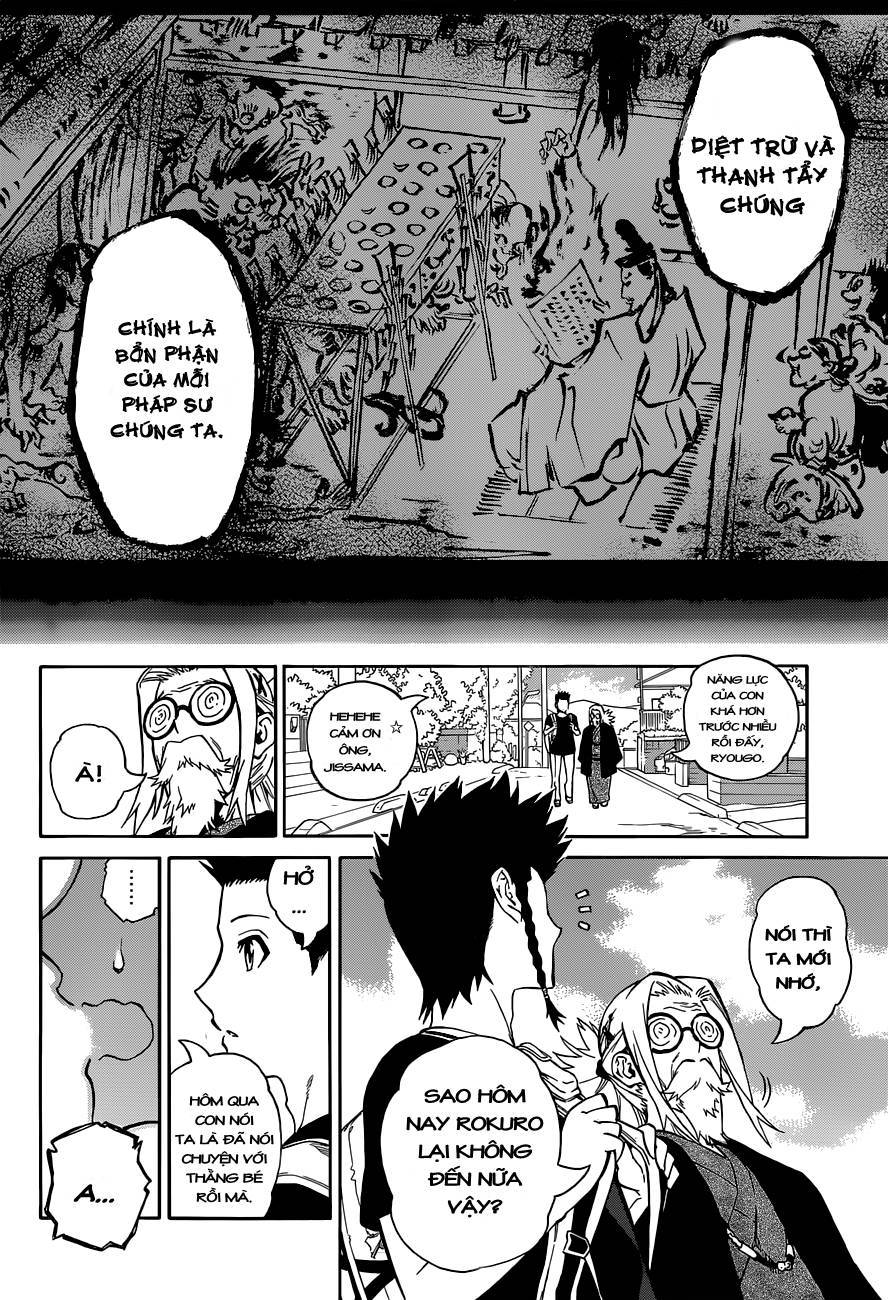 DIỆT TRỪ VÀ
THANH TẨY
CHÚNG
CHÍNH LÀ
BỔN PHẬN
CỦA MỖI
PHÁP SƯ
CHÚNG TA.
NĂNG LỰC
CỦA CON
KHÁ HƠN
TRƯỚC NHIỀU
RỒI ĐẤY,
RYOUGO.
HEHEHE
CẢM ƠN
ÔNG,
JISSAMA.
À!
NÓI THÌ
TA MỚI
NHỚ,
SAO HÔM
NAY ROKURO
LẠI KHÔNG
ĐẾN NỮA
VẬY?
HỞ
...
HÔM QUA
CON NÓI
TA LÀ ĐÃ NÓI
CHUYỆN VỚI
THẰNG BÉ
RỒI MÀ.
......
A...